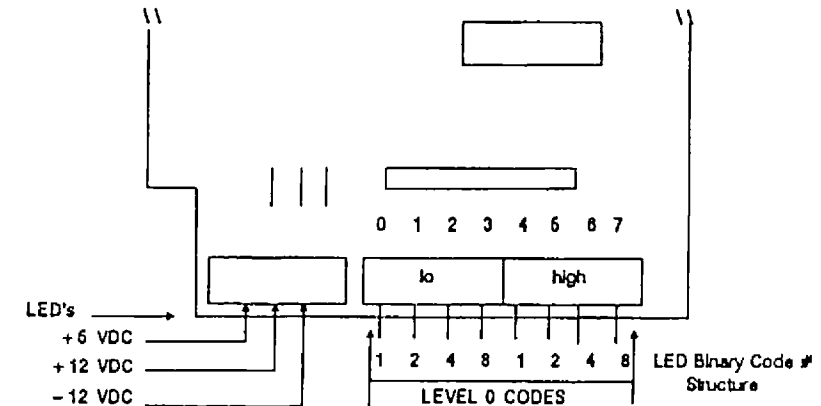 0 1 2 3 4 5 6 7
lo high
LED's
+5 VDC
+12 VDC
-12 VDC
1 2 4 8 1 2 4 8
LED Binary Code #
Structure
LEVEL 0 CODES